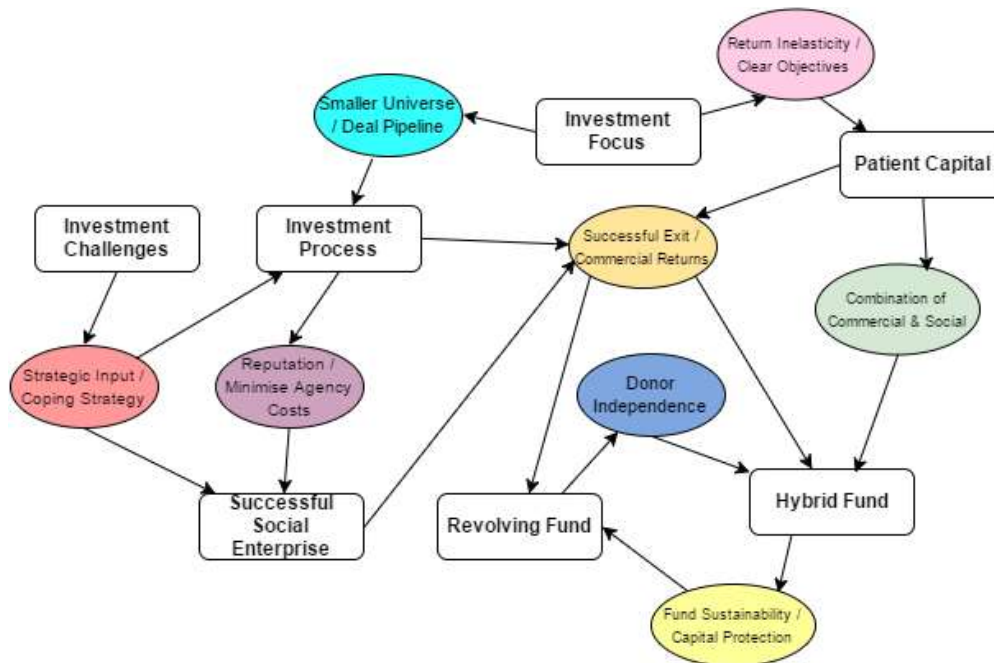 Return Inelasticity /
Clear Objectives
Smaller Universe
/ Deal Pipeline
Investment
Focus
Patient Capital
Investment
Challenges
Investment
Process
Successful Exit /
Commercial Returns
Combination of
Commercial & Social
Strategic Input /
Coping Strategy
Reputation /
Minimise Agency
Costs
Donor
Independence
Successful
Social
Enterprise
Revolving Fund
Hybrid Fund
Fund Sustainability /
Capital Protection